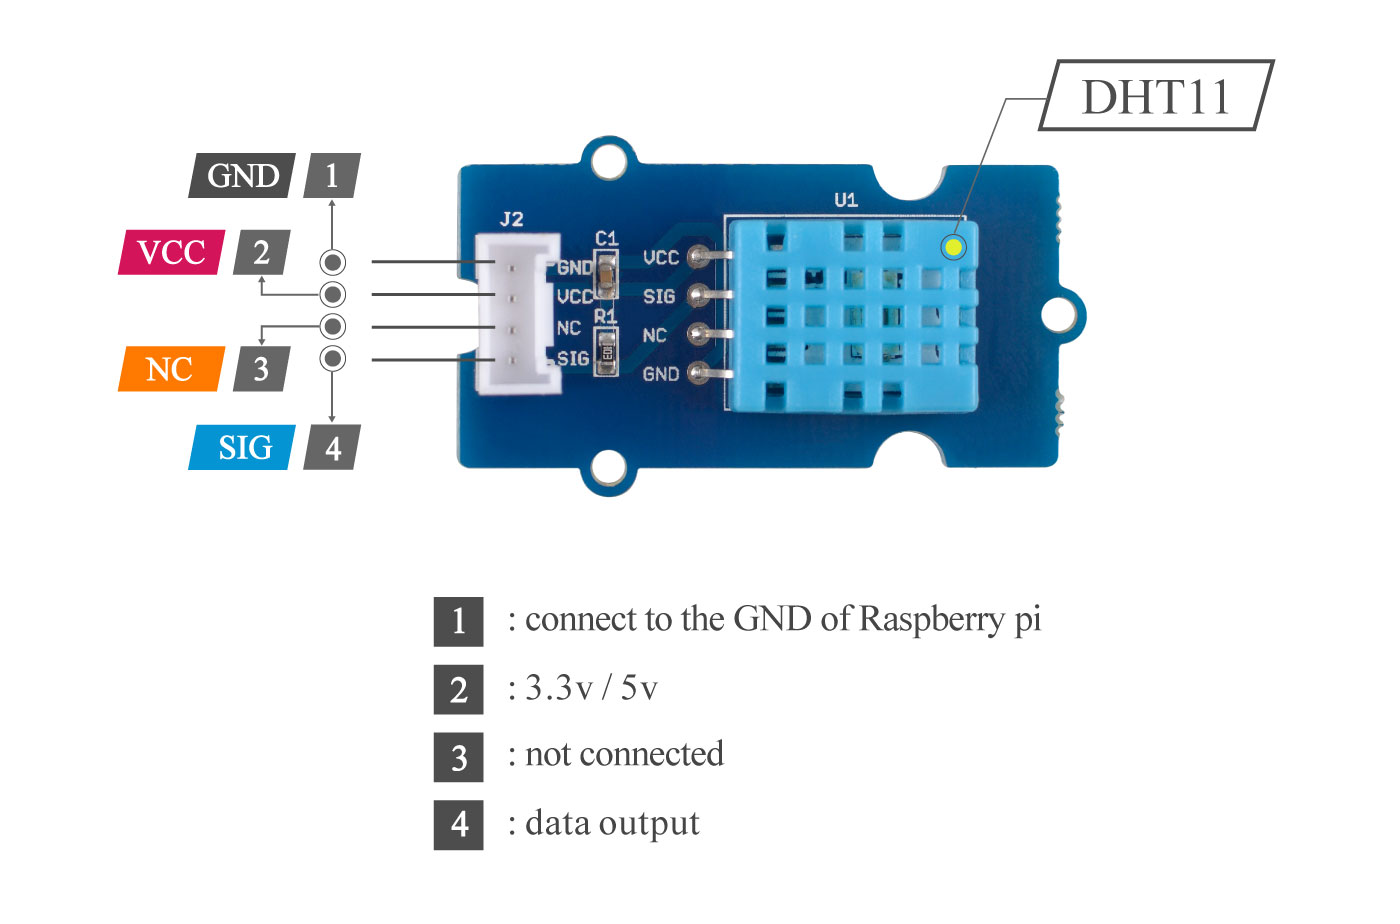 DHT11
GND 1
VCC 2
NC 3
SIG 4
J2
GND
VCC
NC
SIG
C1
R1
U1
VCC
SIG
NC
GND
1 : connect to the GND of Raspberry pi
2 : 3.3v / 5v
3 : not connected
4 : data output